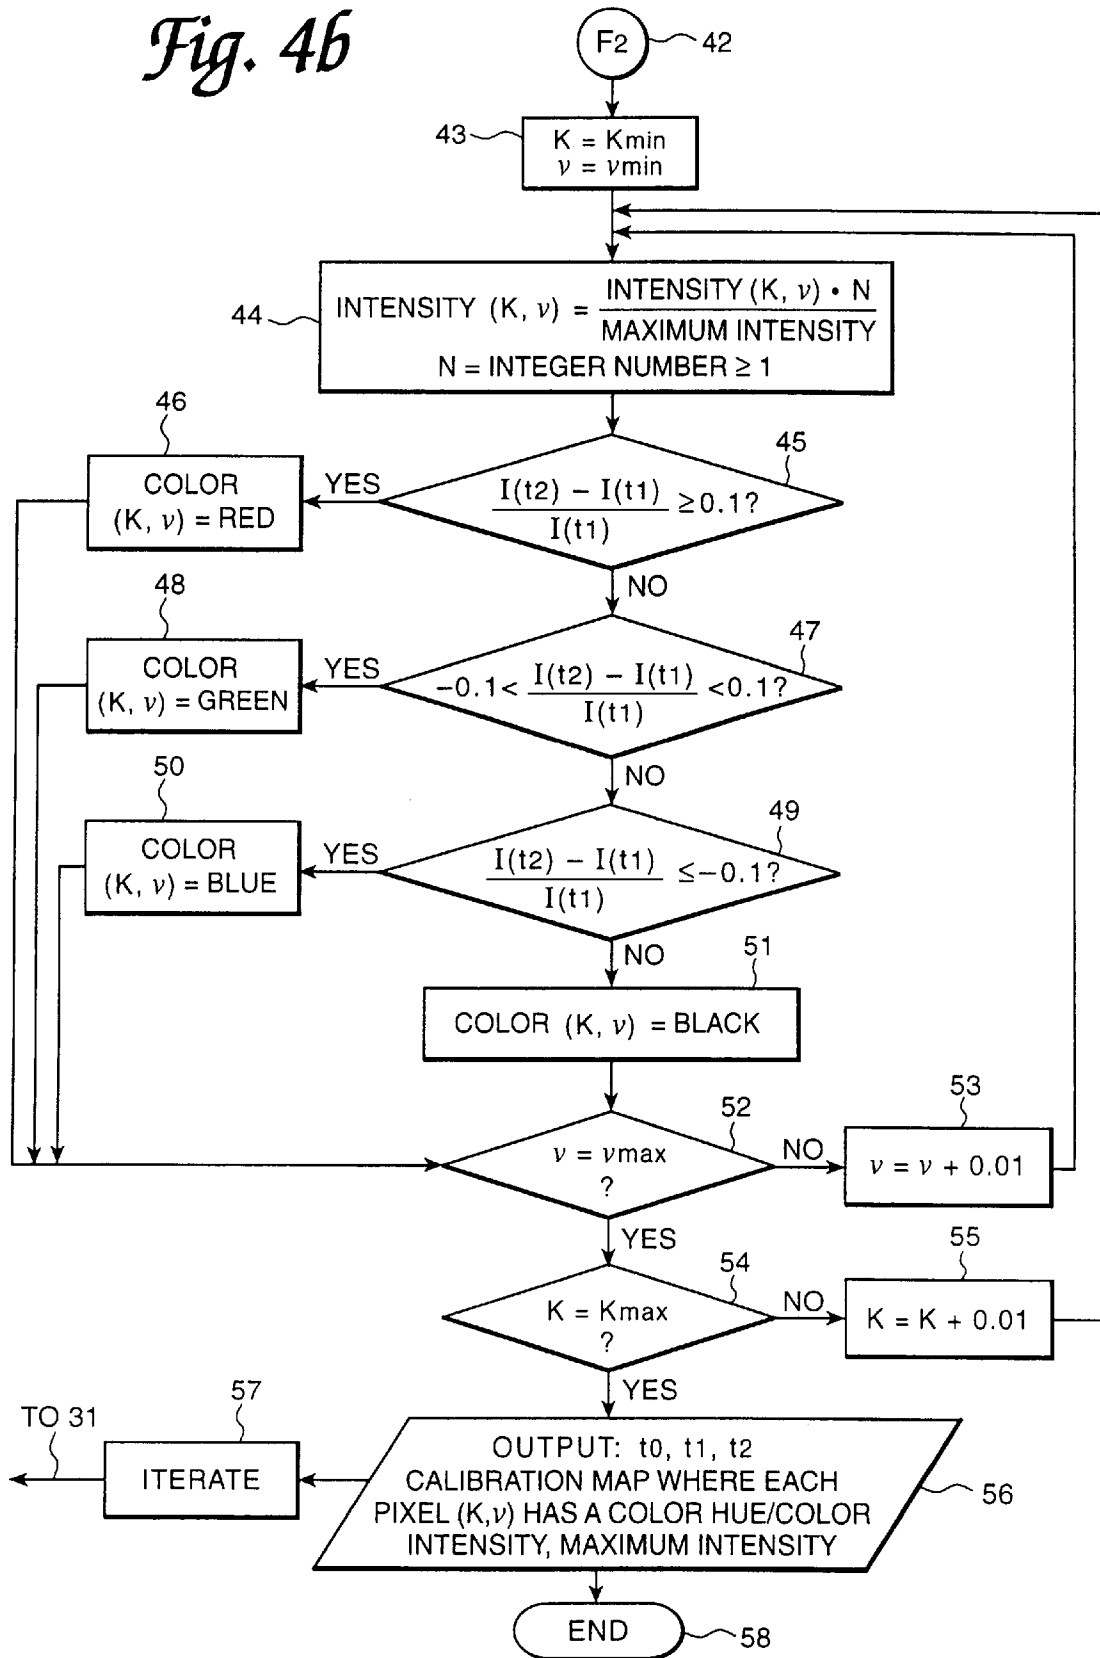 Fig. 4b
F2
42
43
K = Kmin
ν = νmin
44
INTENSITY (K, ν) = INTENSITY (K, ν) • N
MAXIMUM INTENSITY
N = INTEGER NUMBER ≥ 1
46
COLOR
(K, ν) = RED
YES
45
I(t2) − I(t1)
I(t1)
≥ 0.1?
NO
48
COLOR
(K, ν) = GREEN
YES
47
−0.1 < I(t2) − I(t1)
I(t1)
< 0.1?
NO
50
COLOR
(K, ν) = BLUE
YES
49
I(t2) − I(t1)
I(t1)
≤ −0.1?
NO
51
COLOR (K, ν) = BLACK
52
ν = νmax
?
NO
53
ν = ν + 0.01
YES
54
K = Kmax
?
NO
55
K = K + 0.01
YES
TO 31
57
ITERATE
OUTPUT: t0, t1, t2
CALIBRATION MAP WHERE EACH
PIXEL (K,ν) HAS A COLOR HUE/COLOR
INTENSITY, MAXIMUM INTENSITY
56
END
58